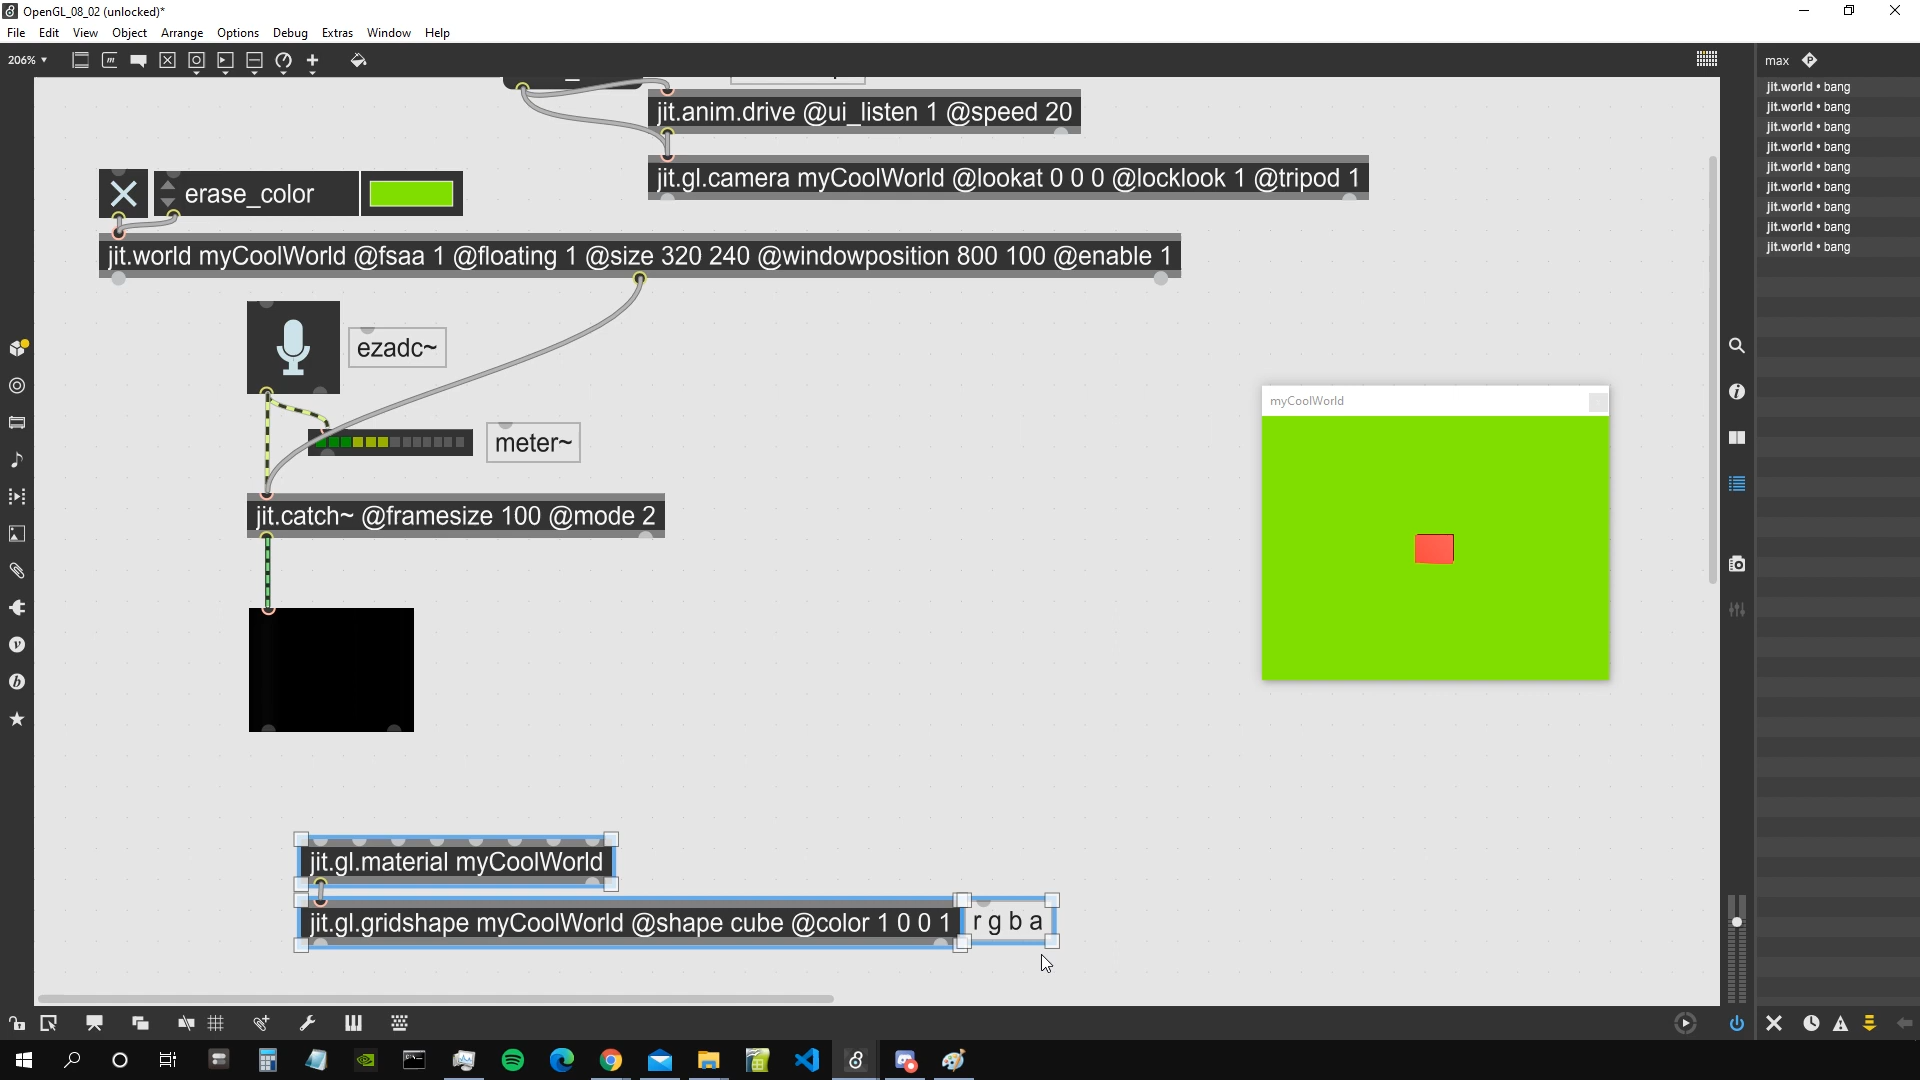 OpenGL_08_02 (unlocked)*
File Edit View Object Arrange Options Debug Extras Window Help
206%
max
jit.world • bang
jit.world • bang
jit.world • bang
jit.world • bang
jit.world • bang
jit.world • bang
jit.world • bang
jit.world • bang
jit.world • bang
jit.anim.drive @ui_listen 1 @speed 20
jit.gl.camera myCoolWorld @lookat 0 0 0 @locklook 1 @tripod 1
erase_color
jit.world myCoolWorld @fsaa 1 @floating 1 @size 320 240 @windowposition 800 100 @enable 1
ezadc~
myCoolWorld
meter~
jit.catch~ @framesize 100 @mode 2
jit.gl.material myCoolWorld
jit.gl.gridshape myCoolWorld @shape cube @color 1 0 0 1
r g b a